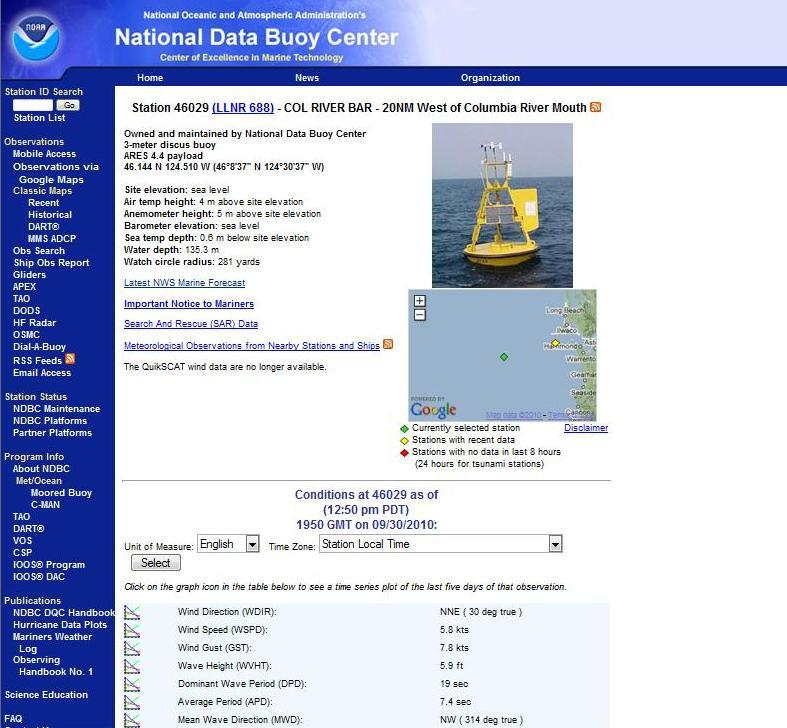 NOAA
National Oceanic and Atmospheric Administration's
National Data Buoy Center
Center of Excellence in Marine Technology
Home News Organization
Station ID Search
Go
Station List
Observations
Mobile Access
Observations via
Google Maps
Classic Maps
Recent
Historical
DART®
MMS ADCP
Obs Search
Ship Obs Report
Gliders
APEX
TAO
DODS
HF Radar
OSMC
Dial-A-Buoy
RSS Feeds
Email Access
Station Status
NDBC Maintenance
NDBC Platforms
Partner Platforms
Program Info
About NDBC
Met/Ocean
Moored Buoy
C-MAN
TAO
DART®
VOS
CSP
IOOS® Program
IOOS® DAC
Publications
NDBC DQC Handbook
Hurricane Data Plots
Mariners Weather
Log
Observing
Handbook No. 1
Science Education
FAQ
Station 46029 (LLNR 688) - COL RIVER BAR - 20NM West of Columbia River Mouth
Owned and maintained by National Data Buoy Center
3-meter discus buoy
ARES 4.4 payload
46.144 N 124.510 W (46°8'37" N 124°30'37" W)
Site elevation: sea level
Air temp height: 4 m above site elevation
Anemometer height: 5 m above site elevation
Barometer elevation: sea level
Sea temp depth: 0.6 m below site elevation
Water depth: 135.3 m
Watch circle radius: 281 yards
Latest NWS Marine Forecast
Important Notice to Mariners
Search And Rescue (SAR) Data
Meteorological Observations from Nearby Stations and Ships
The QuikSCAT wind data are no longer available.
+
−
Long Beach
Ilwaco
Hammond Ast
Warrenton
Gearhar
Seaside
Cannon
POWERED BY
Google
Map data ©2010 - Terms
Currently selected station Disclaimer
Stations with recent data
Stations with no data in last 8 hours
(24 hours for tsunami stations)
Conditions at 46029 as of
(12:50 pm PDT)
1950 GMT on 09/30/2010:
Unit of Measure: English Time Zone: Station Local Time
Select
Click on the graph icon in the table below to see a time series plot of the last five days of that observation.
Wind Direction (WDIR): NNE ( 30 deg true )
Wind Speed (WSPD): 5.8 kts
Wind Gust (GST): 7.8 kts
Wave Height (WVHT): 5.9 ft
Dominant Wave Period (DPD): 19 sec
Average Period (APD): 7.4 sec
Mean Wave Direction (MWD): NW ( 314 deg true )